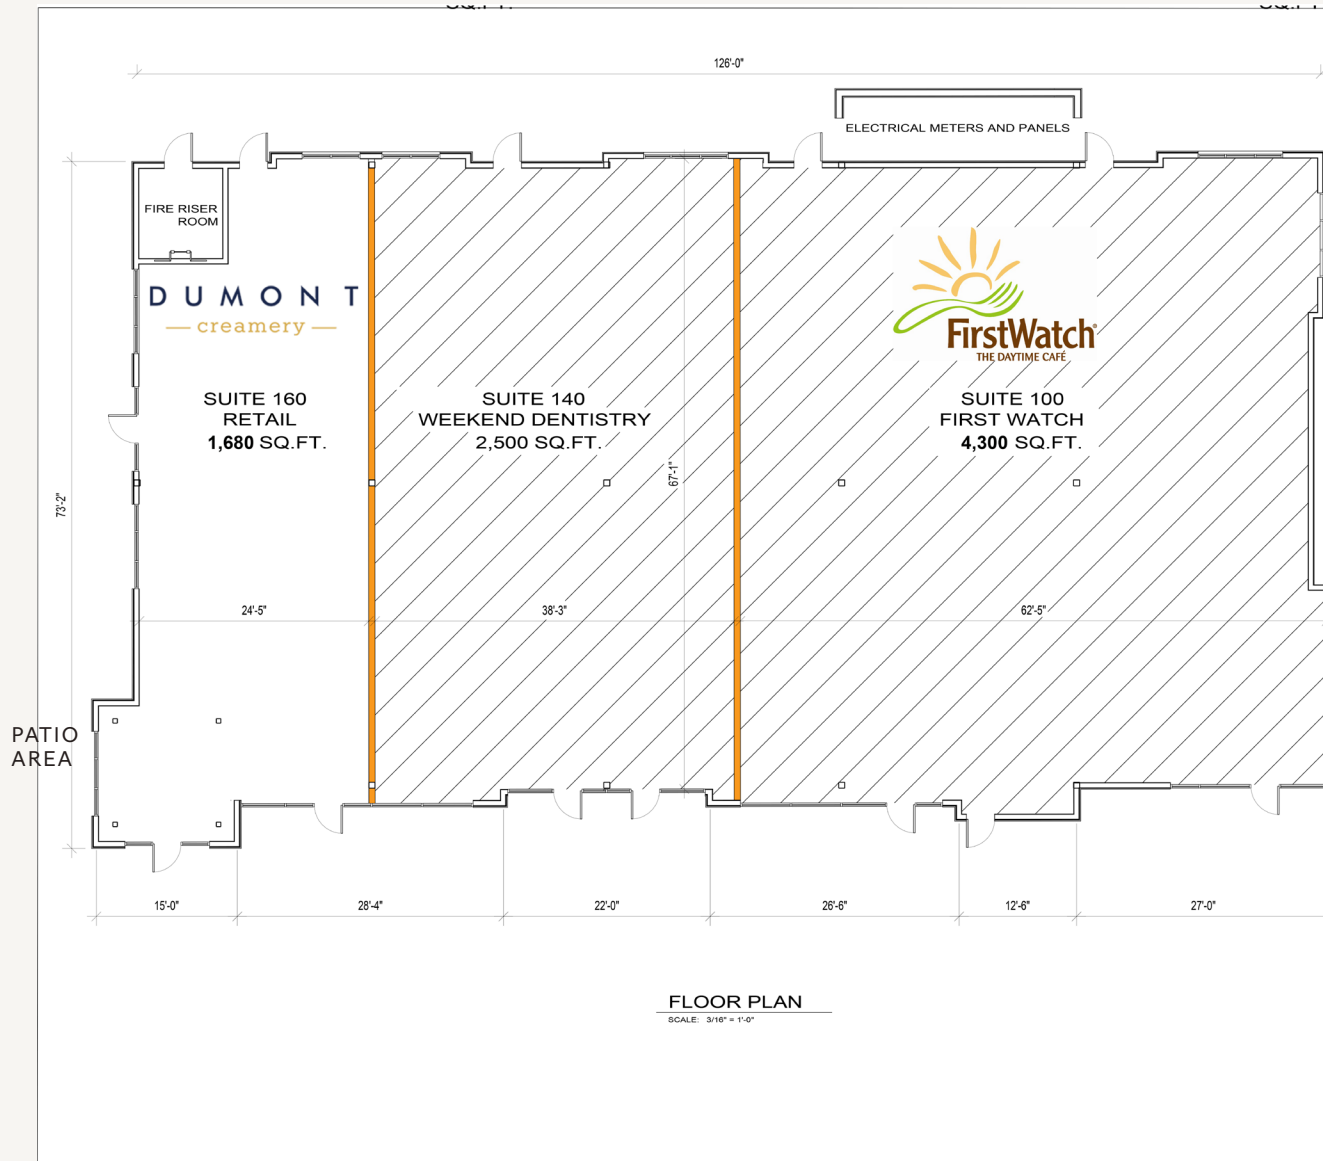 SQ.FT.
126'-0"
ELECTRICAL METERS AND PANELS
FIRE RISER
ROOM
DUMONT
creamery
FirstWatch
THE DAYTIME CAFÉ
SUITE 160
RETAIL
1,680 SQ.FT.
SUITE 140
WEEKEND DENTISTRY
2,500 SQ.FT.
SUITE 100
FIRST WATCH
4,300 SQ.FT.
67'-1"
73'-2"
24'-5"
38'-3"
62'-5"
PATIO
AREA
15'-0"
28'-4"
22'-0"
26'-6"
12'-6"
27'-0"
FLOOR PLAN
SCALE: 3/16" = 1'-0"